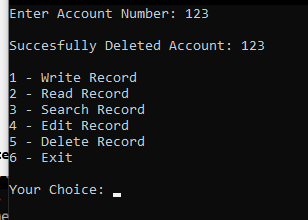 Enter Account Number: 123
Succesfully Deleted Account: 123
1 - Write Record
2 - Read Record
3 - Search Record
4 - Edit Record
5 - Delete Record
6 - Exit
Your Choice: